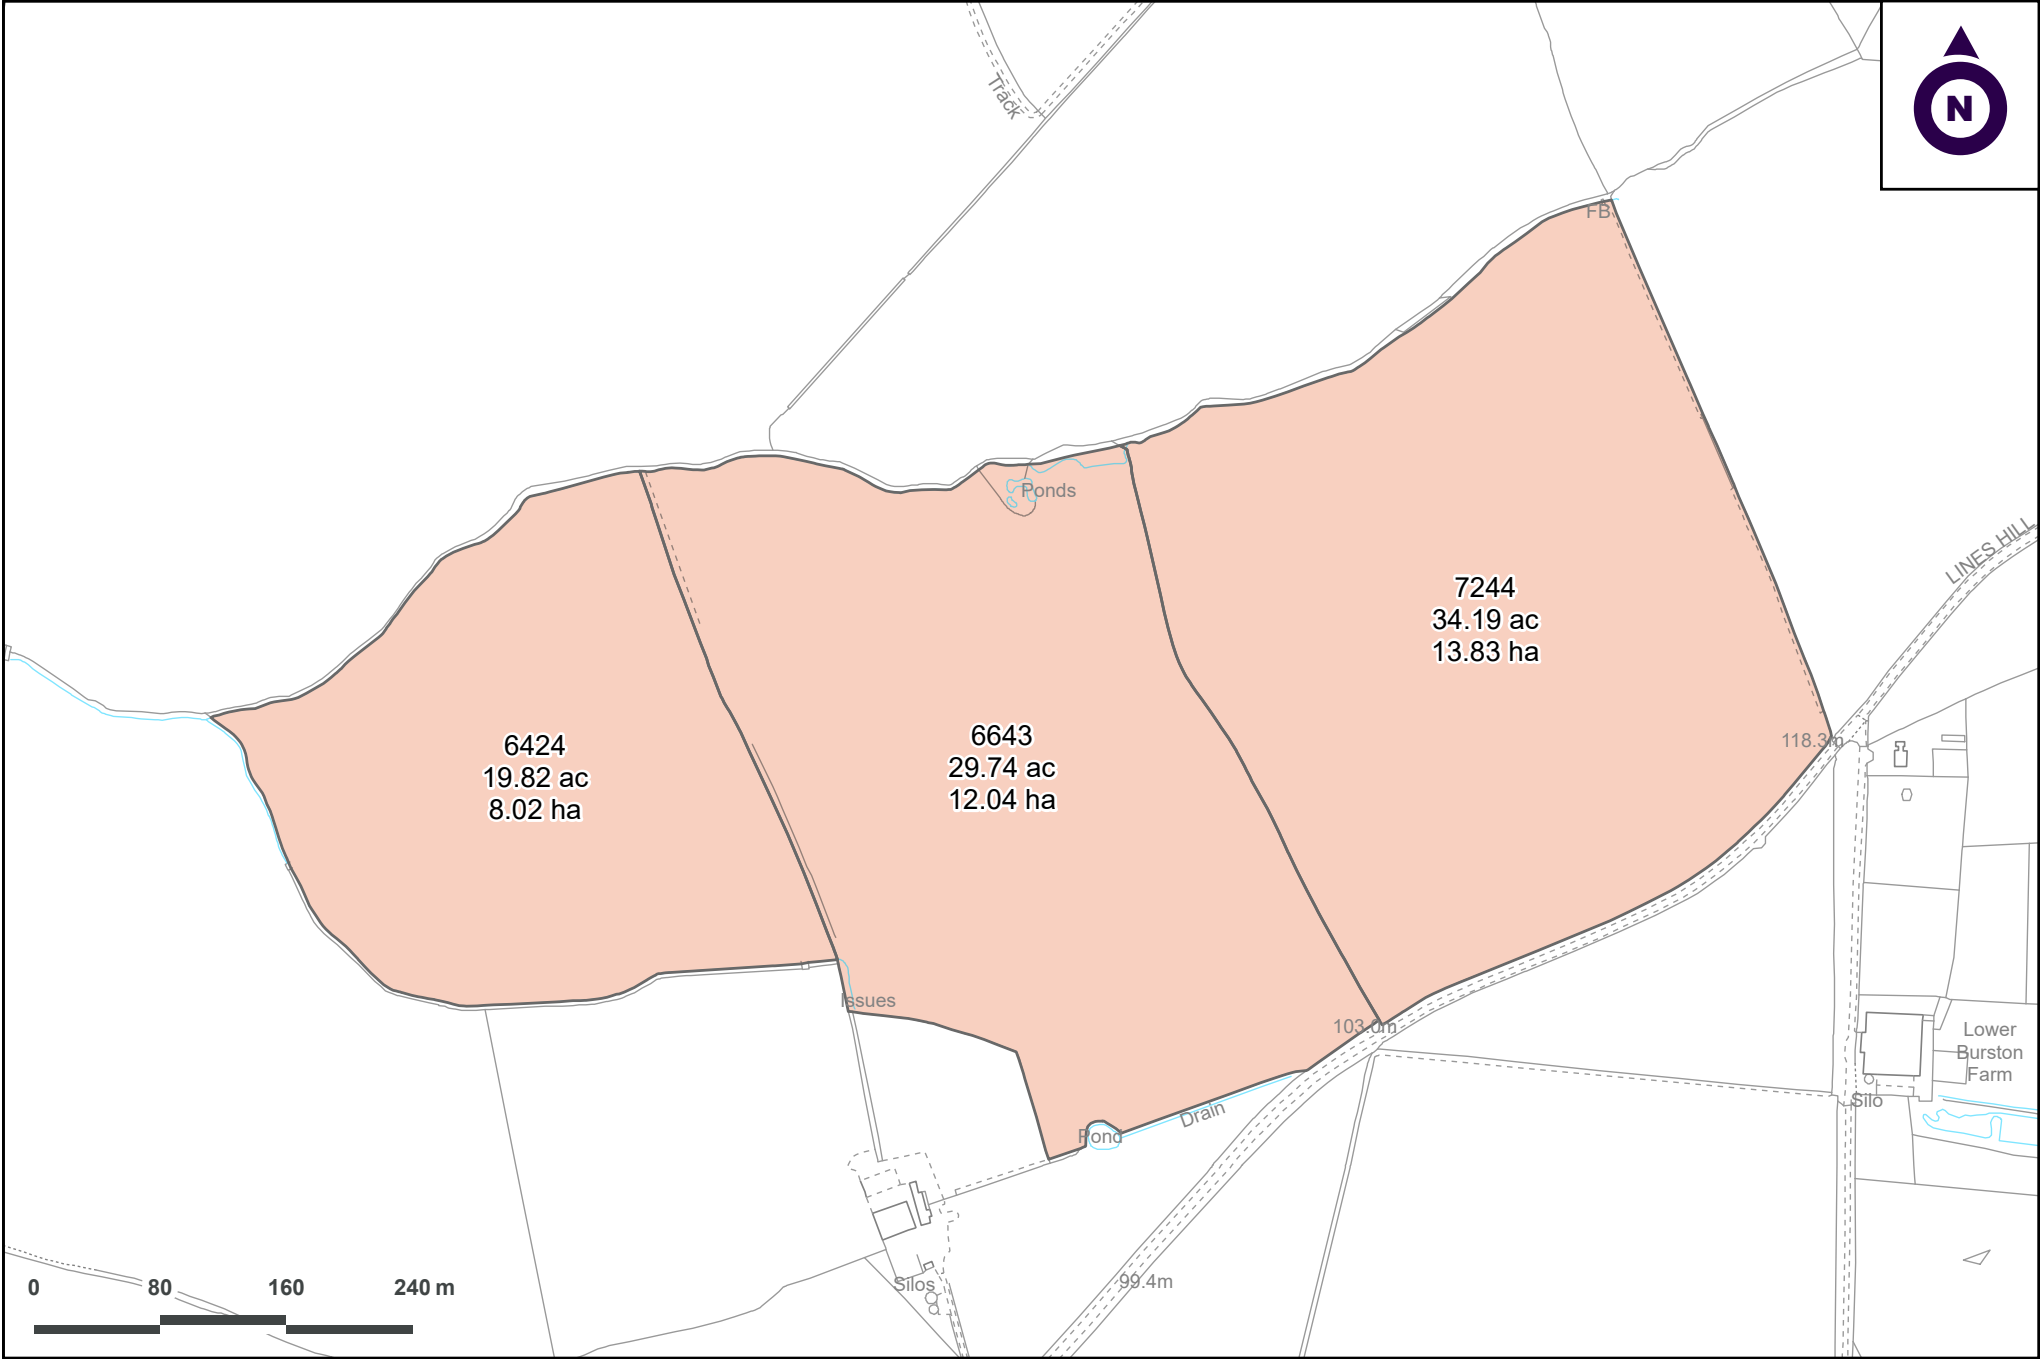 Track
N
FB
LINES HILL
Ponds
7244
34.19 ac
13.83 ha
6424
19.82 ac
8.02 ha
6643
29.74 ac
12.04 ha
118.3m
Issues
103.0m
Lower
Burston
Farm
Silo
Drain
Pond
Silos
99.4m
0 80 160 240 m